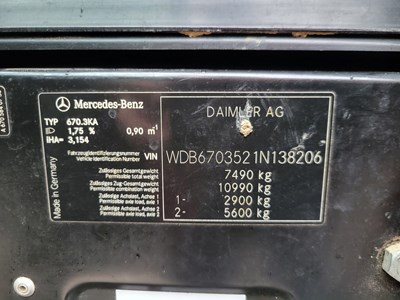 Mercedes-Benz
DAIMLER AG
TYP 670.3KA
1,75 % 0,90 m⁻¹
IHA= 3,154
Fahrzeugidentifizierungsnummer
Vehicle Identification Number VIN WDB6703521N138206
Zulässiges Gesamtgewicht
Permissible total weight 7490 kg
Zulässiges Zug-Gesamtgewicht
Permissible combination weight 10990 kg
Zulässige Achslast, Achse 1
Permissible axle load, axle 1 1- 2900 kg
Zulässige Achslast, Achse 2
Permissible axle load, axle 2 2- 5600 kg
Made in Germany